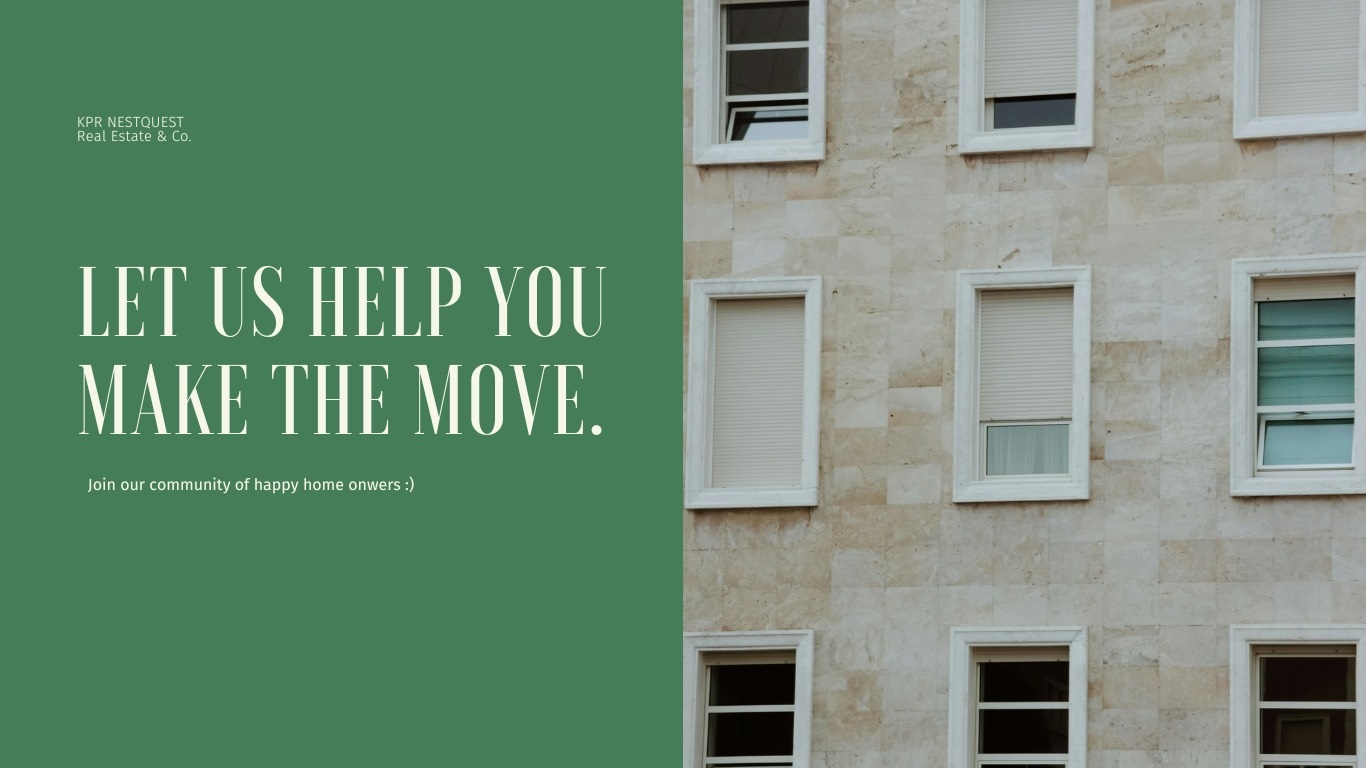 KPR NESTQUEST
Real Estate & Co.
LET US HELP YOU
MAKE THE MOVE.
Join our community of happy home onwers :)